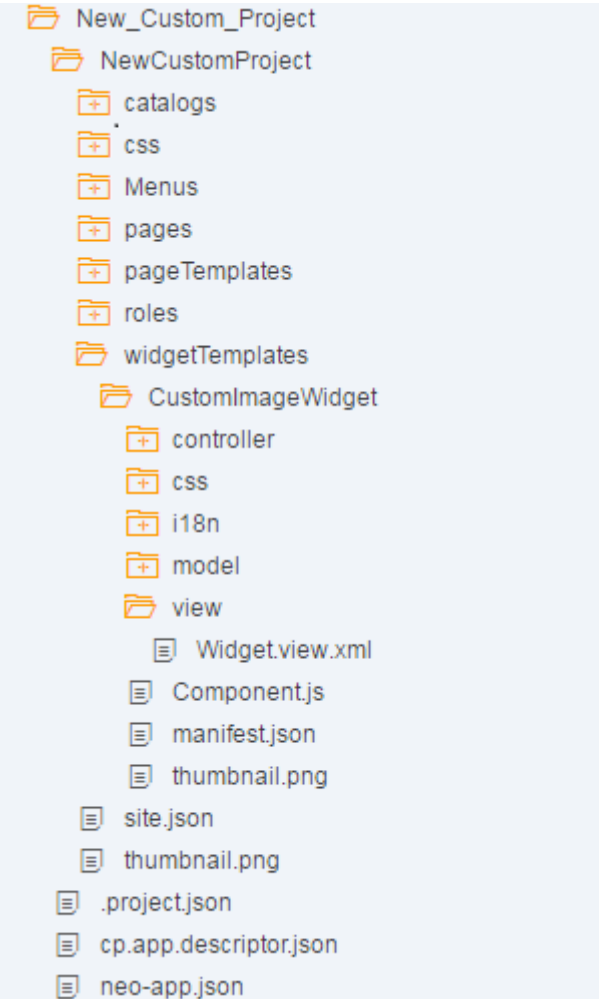 New_Custom_Project
NewCustomProject
catalogs
css
Menus
pages
pageTemplates
roles
widgetTemplates
CustomImageWidget
controller
css
i18n
model
view
Widget.view.xml
Component.js
manifest.json
thumbnail.png
site.json
thumbnail.png
.project.json
cp.app.descriptor.json
neo-app.json